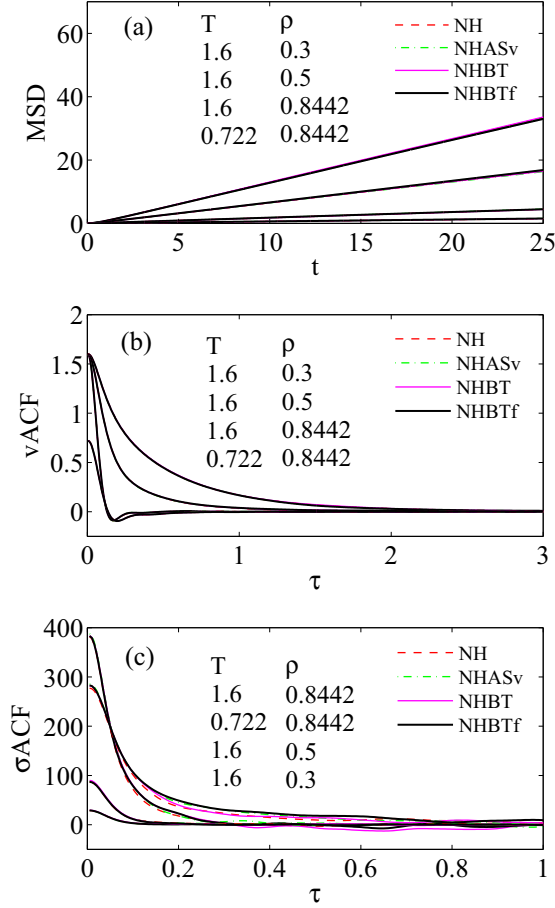 (a)
T ρ
1.6 0.3
1.6 0.5
1.6 0.8442
0.722 0.8442
NH
NHASv
NHBT
NHBTf
MSD
60
40
20
0
0 5 10 15 20 25
t
(b)
T ρ
1.6 0.3
1.6 0.5
1.6 0.8442
0.722 0.8442
NH
NHASv
NHBT
NHBTf
vACF
2
1.5
1
0.5
0
0 1 2 3
τ
(c)
T ρ
1.6 0.8442
0.722 0.8442
1.6 0.5
1.6 0.3
NH
NHASv
NHBT
NHBTf
σACF
400
300
200
100
0
0 0.2 0.4 0.6 0.8 1
τ